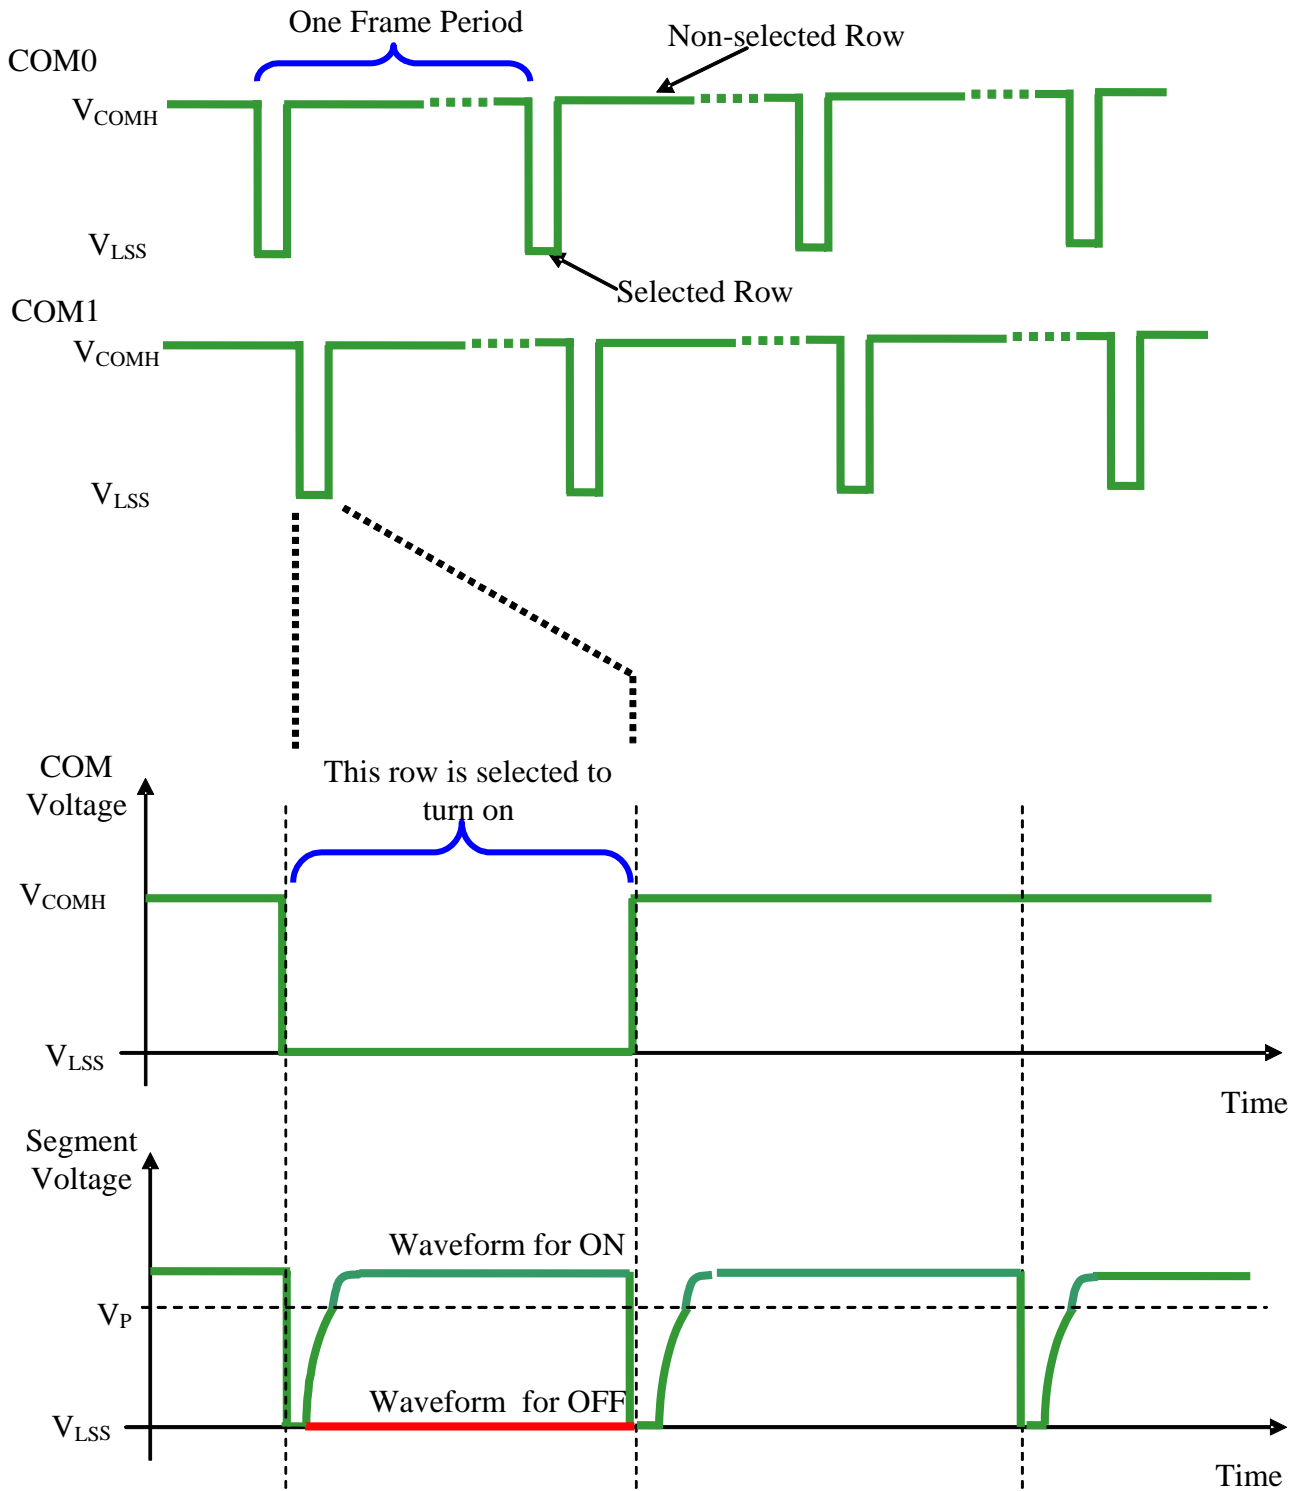 One Frame Period
Non-selected Row
COM0
VCOMH
VLSS
Selected Row
COM1
VCOMH
VLSS
COM
Voltage
This row is selected to
turn on
VCOMH
VLSS
Time
Segment
Voltage
Waveform for ON
VP
Waveform for OFF
VLSS
Time